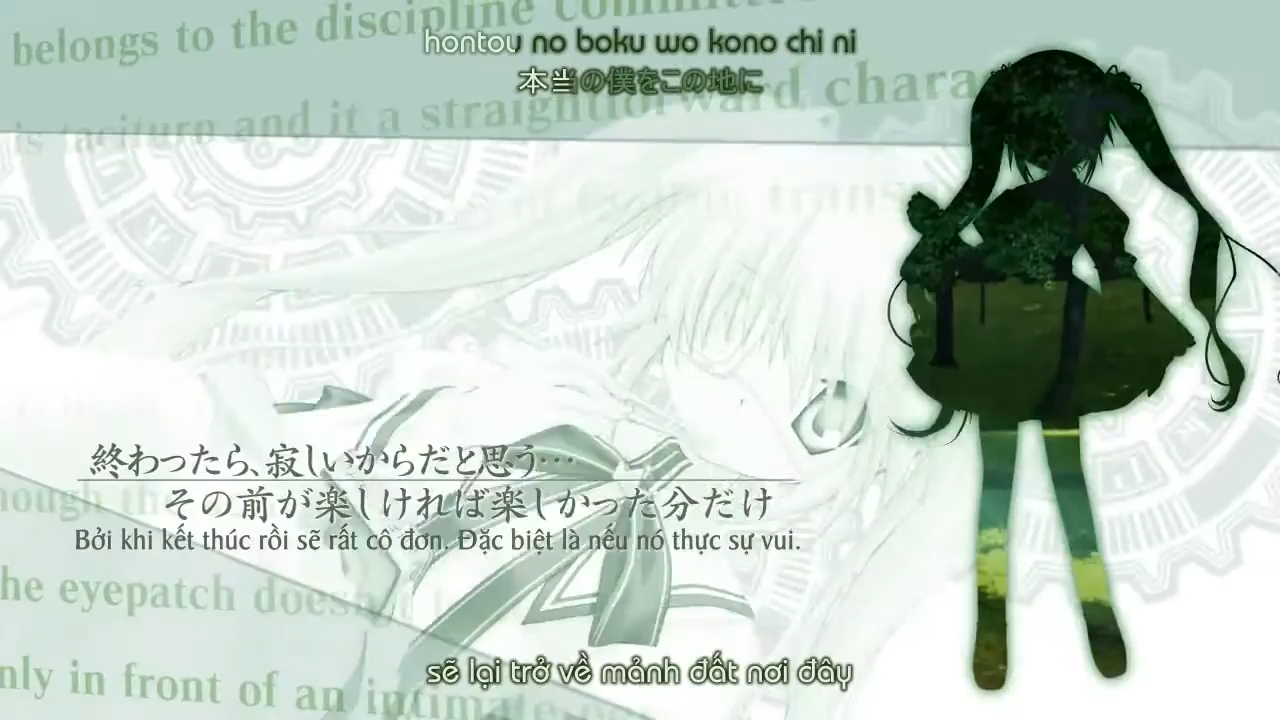 belongs to the discipline committee
hontou no boku wo kono chi ni
本当の僕をこの地に
is taciturn and it a straightforward chara
終わったら、寂しいからだと思う…
その前が楽しければ楽しかった分だけ
Bởi khi kết thúc rồi sẽ rất cô đơn. Đặc biệt là nếu nó thực sự vui.
though th
he eyepatch doesn't
sẽ lại trở về mảnh đất nơi đây
nly in front of an intimate